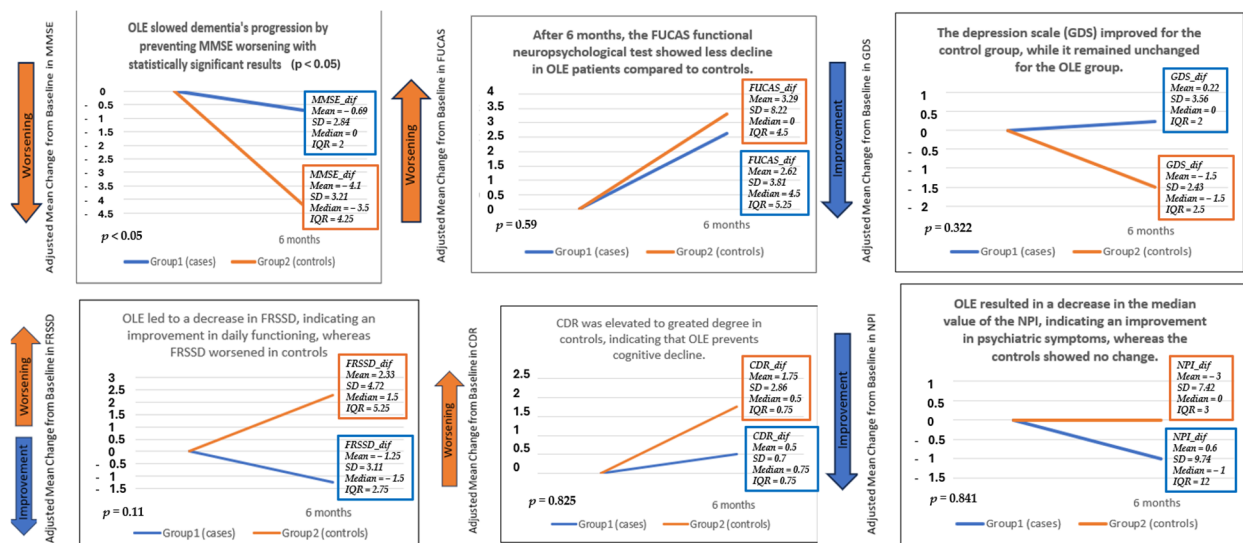 OLE slowed dementia's progression by
preventing MMSE worsening with
statistically significant results (p < 0.05)
Adjusted Mean Change from Baseline in MMSE
Worsening
0
- 0.5
- 1
- 1.5
- 2
- 2.5
- 3
- 3.5
- 4
- 4.5
MMSE_dif
Mean = − 0.69
SD = 2.84
Median = 0
IQR = 2
MMSE_dif
Mean = − 4.1
SD = 3.21
Median = − 3.5
IQR = 4.25
p < 0.05
6 months
Group1 (cases)
Group2 (controls)
After 6 months, the FUCAS functional
neuropsychological test showed less decline
in OLE patients compared to controls.
Adjusted Mean Change from Baseline in FUCAS
Worsening
4
3.5
3
2.5
2
1.5
1
0.5
0
FUCAS_dif
Mean = 3.29
SD = 8.22
Median = 0
IQR = 4.5
FUCAS_dif
Mean = 2.62
SD = 3.81
Median = 4.5
IQR = 5.25
p = 0.59
6 months
Group1 (cases)
Group2 (controls)
The depression scale (GDS) improved for the
control group, while it remained unchanged
for the OLE group.
Adjusted Mean Change from Baseline in GDS
Improvement
1
0.5
0
- 0.5
- 1
- 1.5
- 2
GDS_dif
Mean = 0.22
SD = 3.56
Median = 0
IQR = 2
GDS_dif
Mean = − 1.5
SD = 2.43
Median = − 1.5
IQR = 2.5
p = 0.322
6 months
Group1 (cases)
Group2 (controls)
OLE led to a decrease in FRSSD, indicating an
improvement in daily functioning, whereas
FRSSD worsened in controls
Adjusted Mean Change from Baseline in FRSSD
Worsening
Improvement
3
2.5
2
1.5
1
0.5
0
- 0.5
- 1
- 1.5
FRSSD_dif
Mean = 2.33
SD = 4.72
Median = 1.5
IQR = 5.25
FRSSD_dif
Mean = − 1.25
SD = 3.11
Median = − 1.5
IQR = 2.75
p = 0.11
6 months
Group1 (cases)
Group2 (controls)
CDR was elevated to greated degree in
controls, indicating that OLE prevents
cognitive decline.
Adjusted Mean Change from Baseline in CDR
Worsening
2.5
2
1.5
1
0.5
0
CDR_dif
Mean = 1.75
SD = 2.86
Median = 0.5
IQR = 0.75
CDR_dif
Mean = 0.5
SD = 0.7
Median = 0.75
IQR = 0.75
p = 0.825
6 months
Group1 (cases)
Group2 (controls)
OLE resulted in a decrease in the median
value of the NPI, indicating an improvement
in psychiatric symptoms, whereas the
controls showed no change.
Adjusted Mean Change from Baseline in NPI
Improvement
1
0.5
0
- 0.5
- 1
- 1.5
NPI_dif
Mean = − 3
SD = 7.42
Median = 0
IQR = 3
NPI_dif
Mean = 0.6
SD = 9.74
Median = − 1
IQR = 12
p = 0.841
6 months
Group1 (cases)
Group2 (controls)